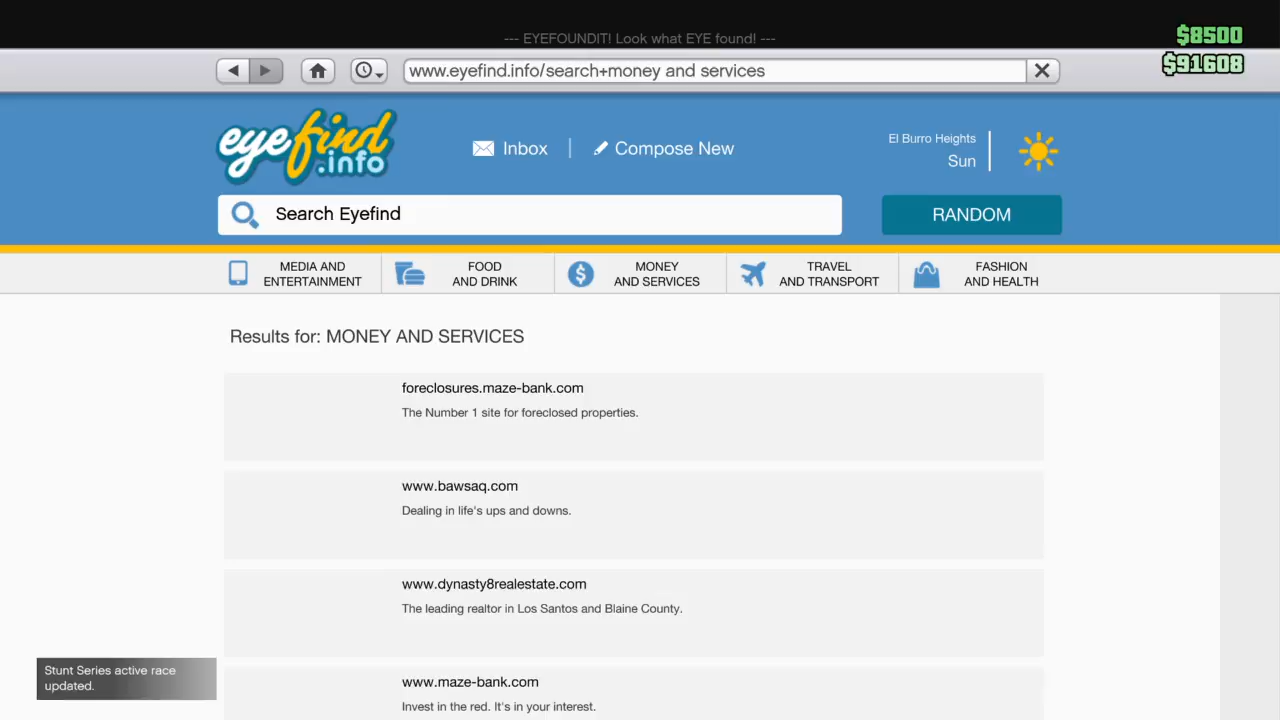 --- EYEFOUNDIT! Look what EYE found! ---
$8500
$91608
www.eyefind.info/search+money and services
eyefind
.info
Inbox
Compose New
El Burro Heights
Sun
Search Eyefind
RANDOM
MEDIA AND
ENTERTAINMENT
FOOD
AND DRINK
MONEY
AND SERVICES
TRAVEL
AND TRANSPORT
FASHION
AND HEALTH
Results for: MONEY AND SERVICES
foreclosures.maze-bank.com
The Number 1 site for foreclosed properties.
www.bawsaq.com
Dealing in life's ups and downs.
www.dynasty8realestate.com
The leading realtor in Los Santos and Blaine County.
www.maze-bank.com
Invest in the red. It's in your interest.
Stunt Series active race
updated.